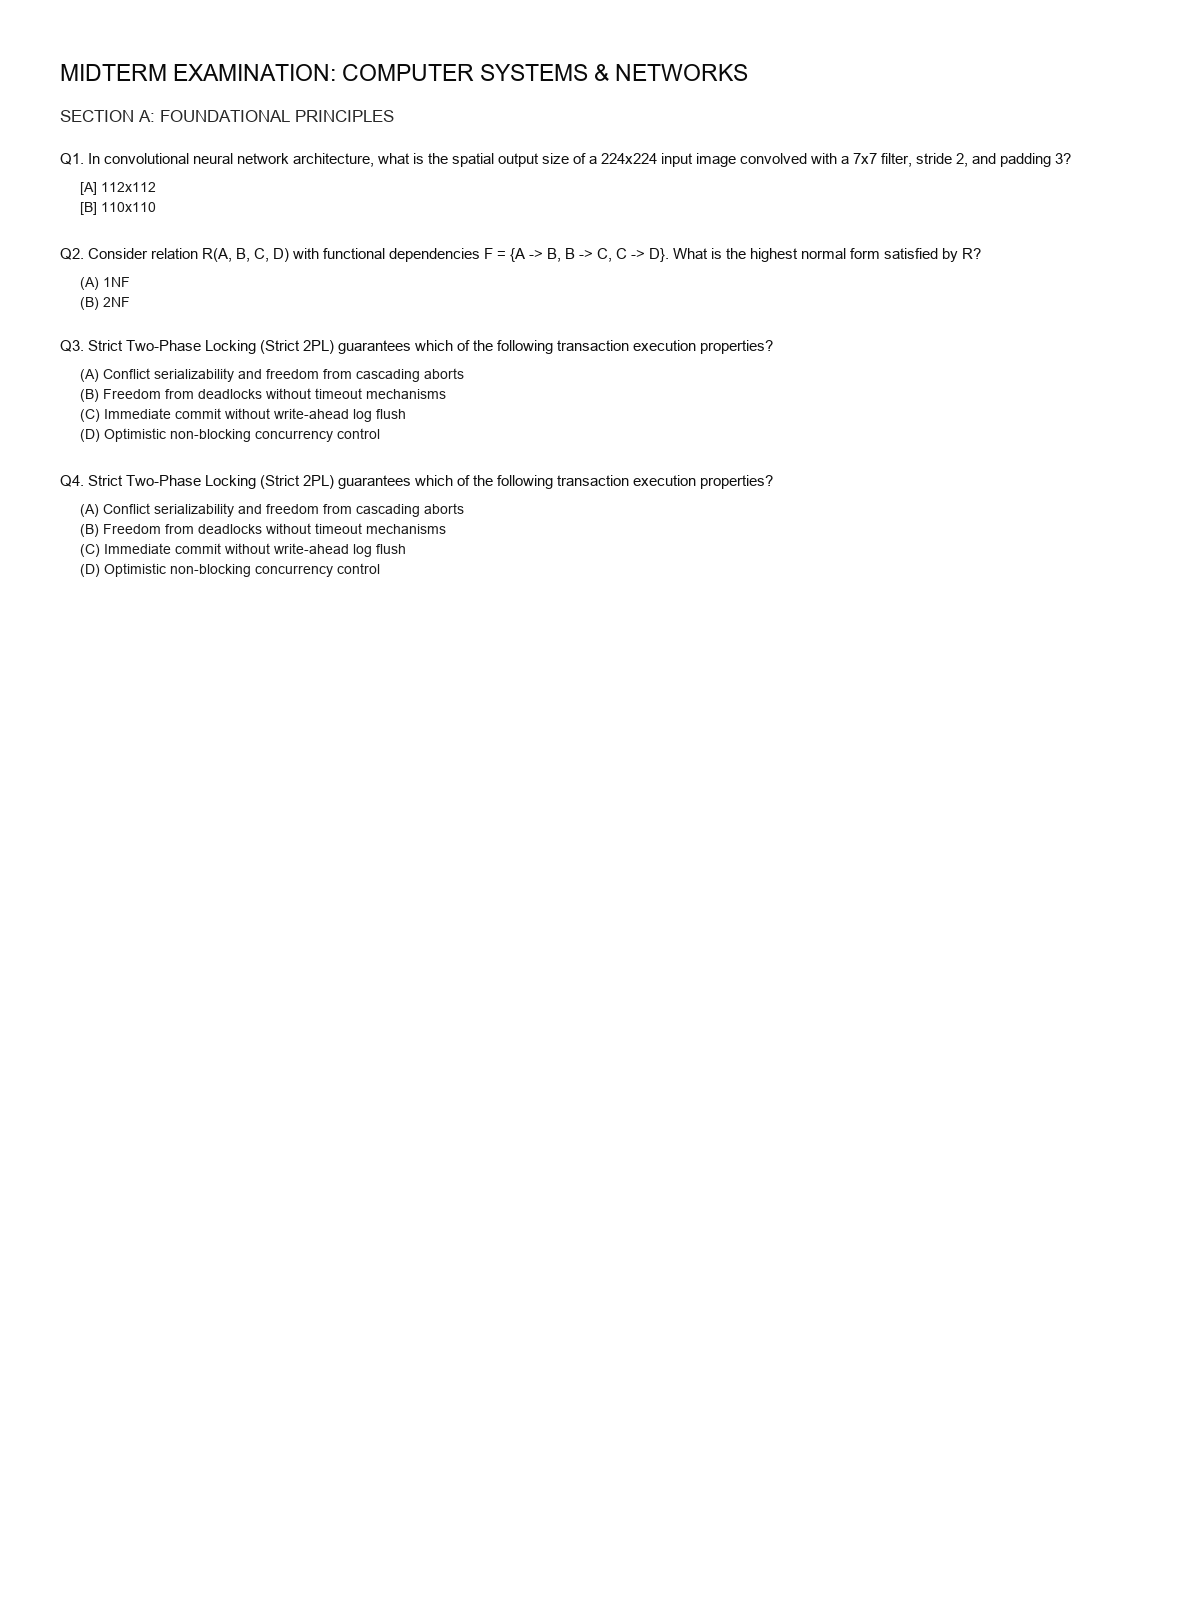 MIDTERM EXAMINATION: COMPUTER SYSTEMS & NETWORKS
SECTION A: FOUNDATIONAL PRINCIPLES
Q1. In convolutional neural network architecture, what is the spatial output size of a 224x224 input image convolved with a 7x7 filter, stride 2, and padding 3?
[A] 112x112
[B] 110x110
Q2. Consider relation R(A, B, C, D) with functional dependencies F = {A -> B, B -> C, C -> D}. What is the highest normal form satisfied by R?
(A) 1NF
(B) 2NF
Q3. Strict Two-Phase Locking (Strict 2PL) guarantees which of the following transaction execution properties?
(A) Conflict serializability and freedom from cascading aborts
(B) Freedom from deadlocks without timeout mechanisms
(C) Immediate commit without write-ahead log flush
(D) Optimistic non-blocking concurrency control
Q4. Strict Two-Phase Locking (Strict 2PL) guarantees which of the following transaction execution properties?
(A) Conflict serializability and freedom from cascading aborts
(B) Freedom from deadlocks without timeout mechanisms
(C) Immediate commit without write-ahead log flush
(D) Optimistic non-blocking concurrency control